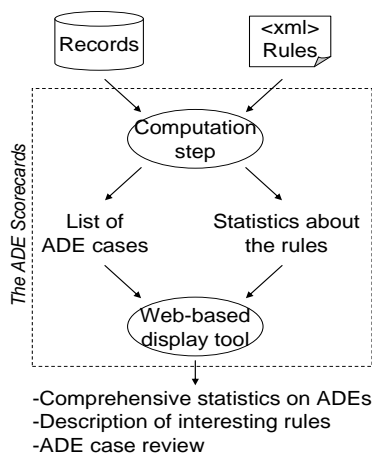 Records
<xml>
Rules
The ADE Scorecards
Computation
step
List of
ADE cases
Statistics about
the rules
Web-based
display tool
-Comprehensive statistics on ADEs
-Description of interesting rules
-ADE case review